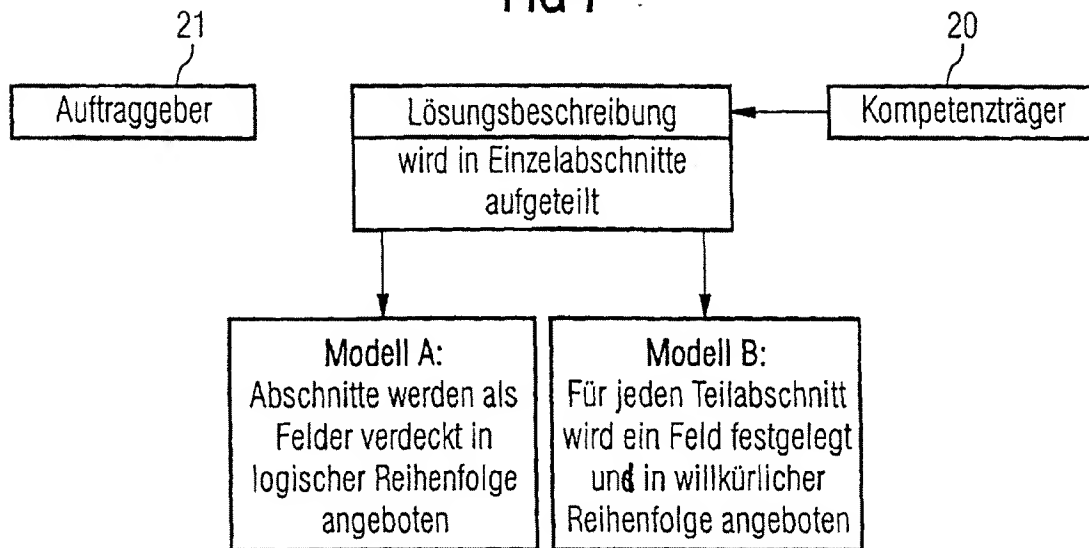 21
20
Auftraggeber
Lösungsbeschreibung
Kompetenzträger
wird in Einzelabschnitte
aufgeteilt
Modell A:
Abschnitte werden als
Felder verdeckt in
logischer Reihenfolge
angeboten
Modell B:
Für jeden Teilabschnitt
wird ein Feld festgelegt
und in willkürlicher
Reihenfolge angeboten